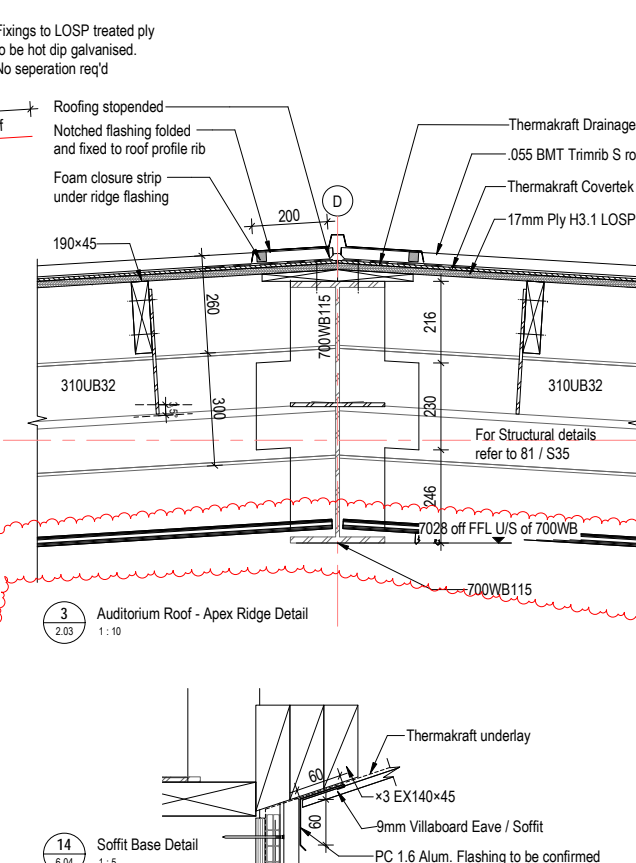 Fixings to LOSP treated ply
to be hot dip galvanised.
No seperation req'd
Roofing stopended
Notched flashing folded
and fixed to roof profile rib
Foam closure strip
under ridge flashing
Thermakraft Drainage
.055 BMT Trimrib S ro
Thermakraft Covertek
17mm Ply H3.1 LOSP
D
200
190×45
260
700WB115
216
310UB32
310UB32
300
230
For Structural details
refer to 81 / S35
246
7028 off FFL U/S of 700WB
700WB115
3
2.03
Auditorium Roof - Apex Ridge Detail
1 : 10
Thermakraft underlay
60
×3 EX140×45
9mm Villaboard Eave / Soffit
60
PC 1.6 Alum. Flashing to be confirmed
14
6.04
Soffit Base Detail
1 : 5